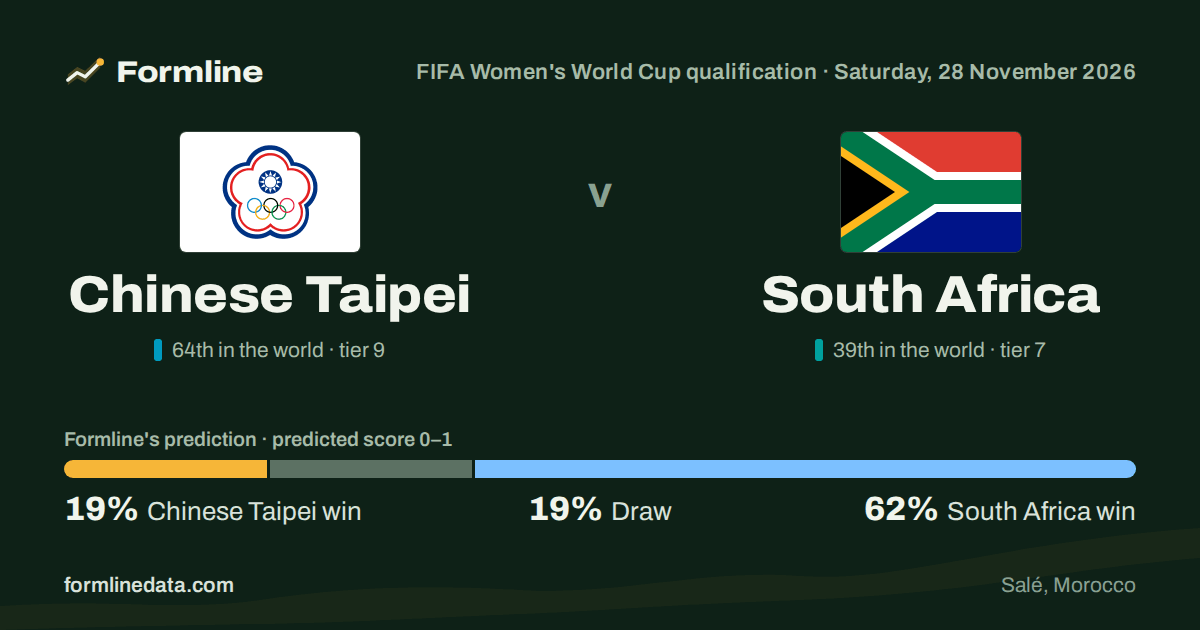 Formline
FIFA Women's World Cup qualification · Saturday, 28 November 2026
v
Chinese Taipei
South Africa
64th in the world · tier 9
39th in the world · tier 7
Formline's prediction · predicted score 0–1
19% Chinese Taipei win
19% Draw
62% South Africa win
formlinedata.com
Salé, Morocco